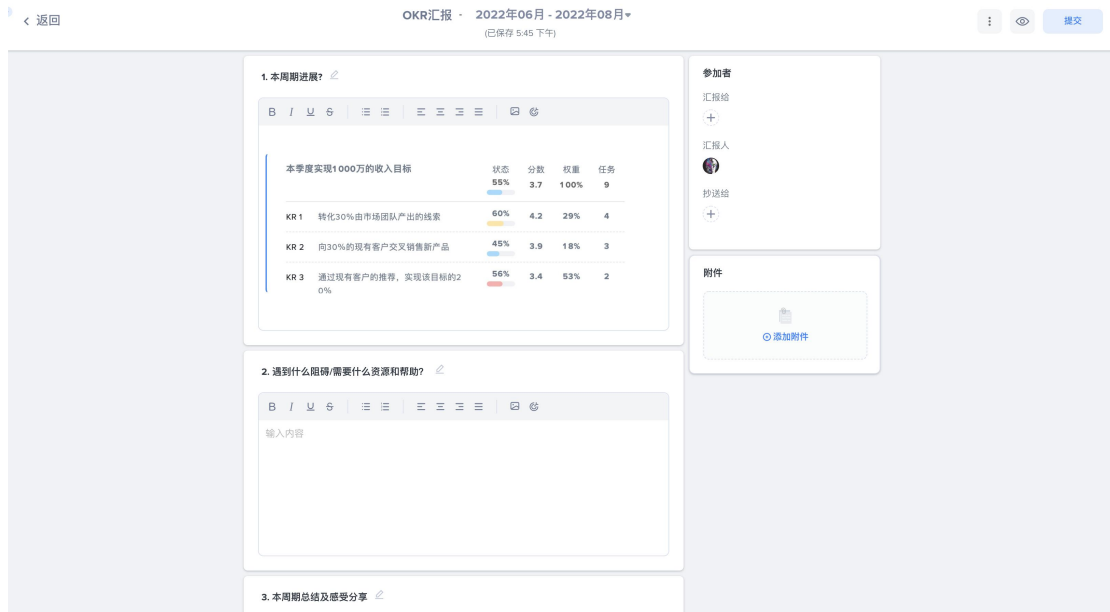 返回
OKR汇报 · 2022年06月 - 2022年08月
(已保存 5:45 下午)
提交
1. 本周期进展?
B I U S
本季度实现1000万的收入目标 状态 分数 权重 任务
55% 3.7 100% 9
KR 1 转化30%由市场团队产出的线索 60% 4.2 29% 4
KR 2 向30%的现有客户交叉销售新产品 45% 3.9 18% 3
KR 3 通过现有客户的推荐，实现该目标的2 56% 3.4 53% 2
0%
2. 遇到什么阻碍/需要什么资源和帮助?
B I U S
输入内容
3. 本周期总结及感受分享
参加者
汇报给
汇报人
抄送给
附件
添加附件